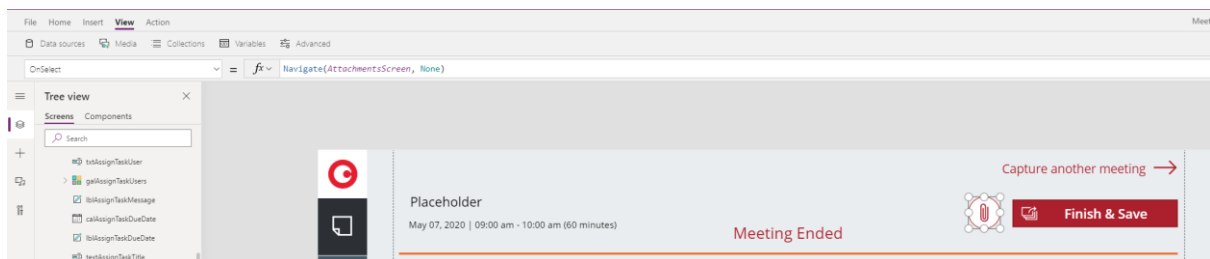 File Home Insert View Action
Meet
Data sources Media Collections Variables Advanced
OnSelect = fx Navigate(AttachmentsScreen, None)
Tree view
Screens Components
Search
txtAssignTaskUser
galAssignTaskUsers
lblAssignTaskMessage
calAssignTaskDueDate
lblAssignTaskDueDate
textAssignTaskTitle
Capture another meeting
Placeholder
May 07, 2020 | 09:00 am - 10:00 am (60 minutes)
Finish & Save
Meeting Ended